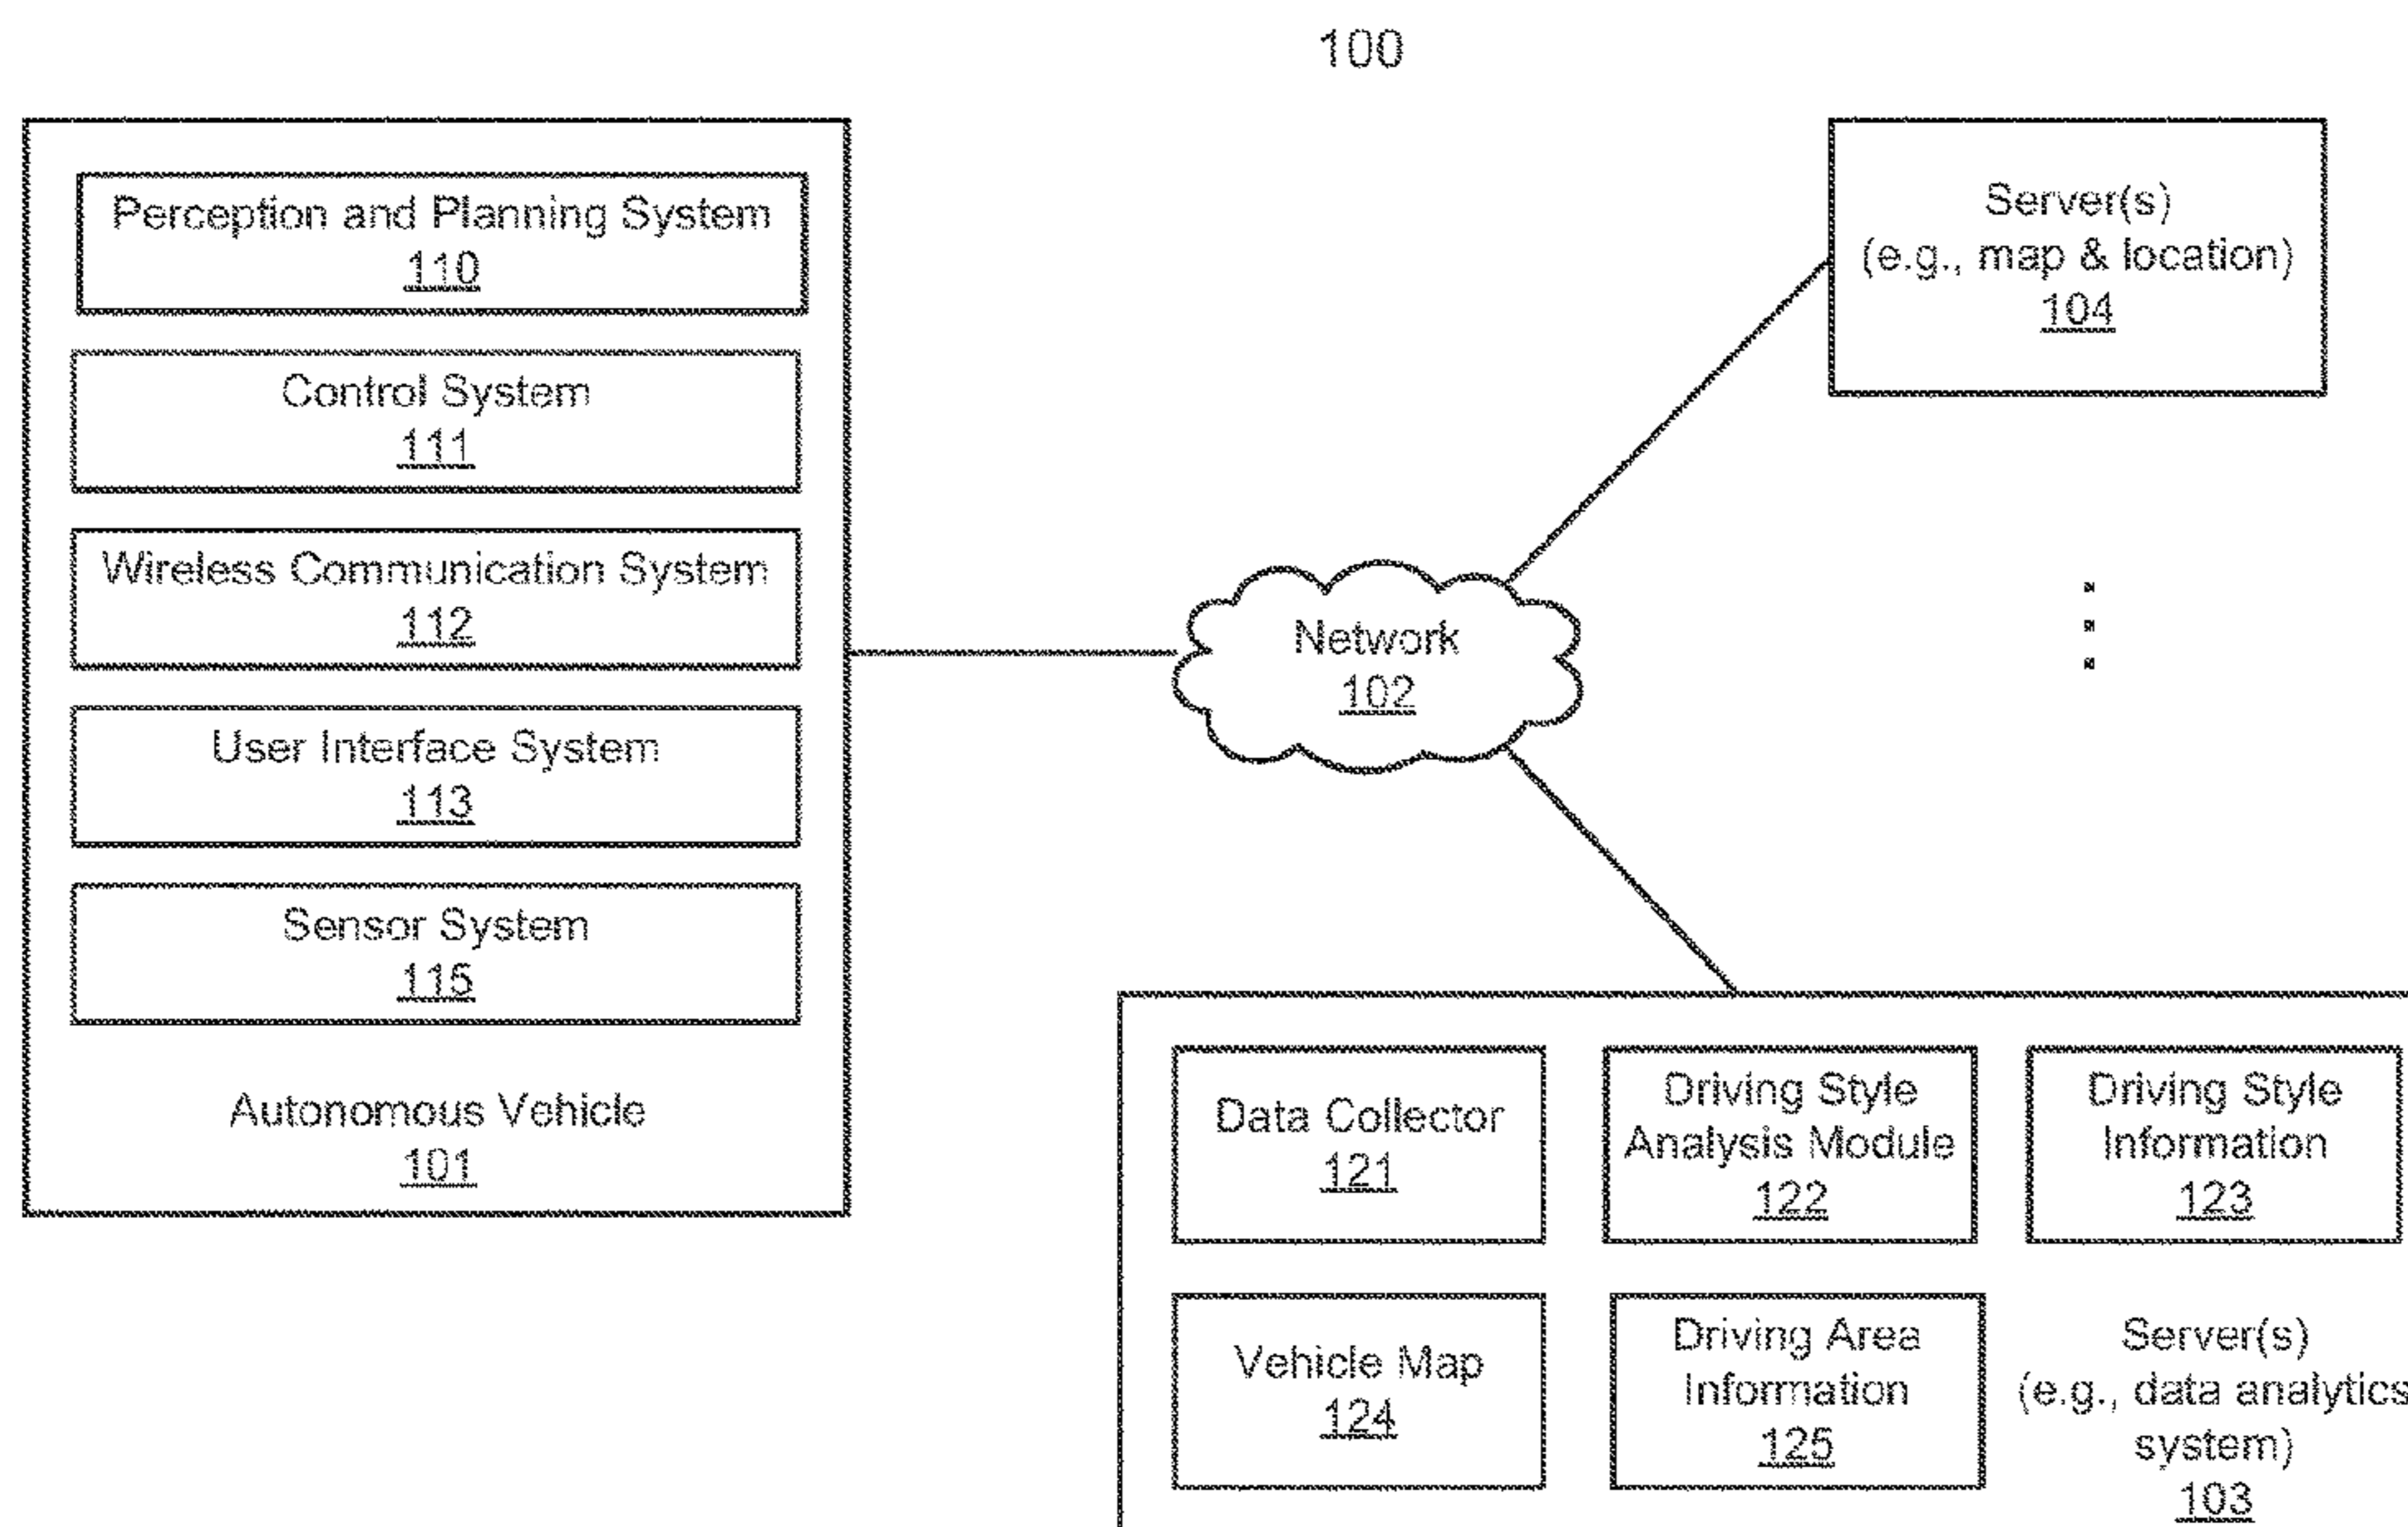 100
Perception and Planning System
110
Control System
111
Wireless Communication System
112
User Interface System
113
Sensor System
115
Autonomous Vehicle
101
Network
102
Server(s)
(e.g., map & location)
104
Data Collector
121
Driving Style
Analysis Module
122
Driving Style
Information
123
Vehicle Map
124
Driving Area
Information
125
Server(s)
(e.g., data analytics
system)
103